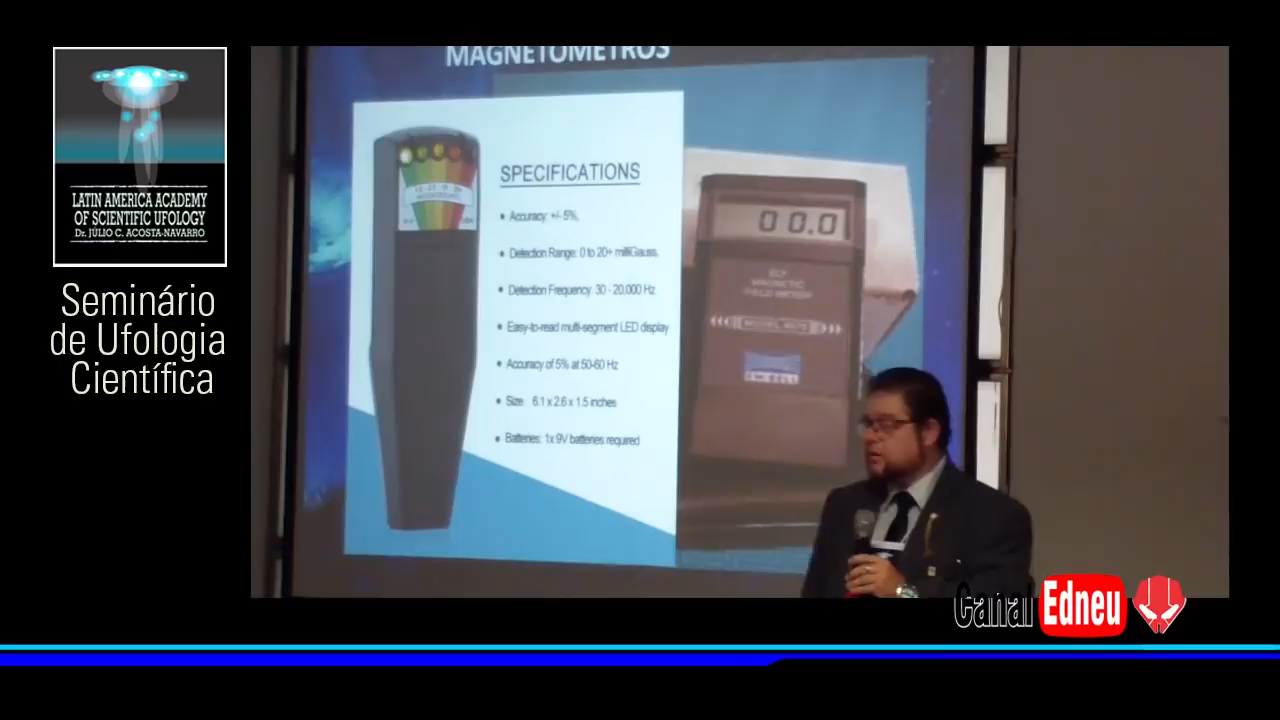 LATIN AMERICA ACADEMY
OF SCIENTIFIC UFOLOGY
Dr. JÚLIO C. ACOSTA-NAVARRO
Seminário
de Ufologia
Científica
MAGNETÔMETROS
SPECIFICATIONS
• Accuracy: +/- 5%,
• Detection Range: 0 to 20+ milliGauss,
• Detection Frequency: 30 - 20.000 Hz
• Easy-to-read multi-segment LED display
• Accuracy of 5% at 50-60 Hz
• Size: 6.1 x 2.6 x 1.5 inches
• Batteries: 1x 9V batteries required
00.0
ELF
MAGNETIC
FIELD METER
Canal Edneu